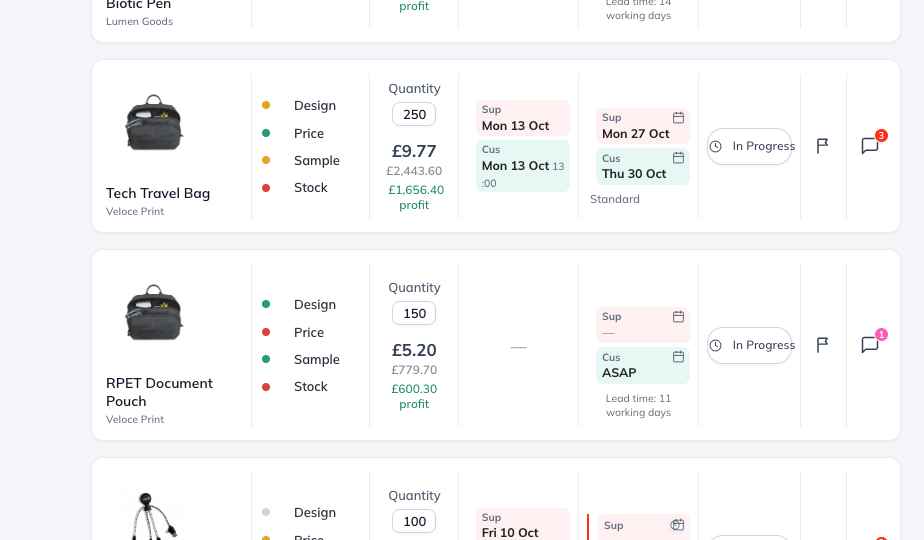 Biotic Pen
Lumen Goods
profit
Lead time: 14
working days
Tech Travel Bag
Veloce Print
Design
Price
Sample
Stock
Quantity
250
£9.77
£2,443.60
£1,656.40
profit
Sup
Mon 13 Oct
Cus
Mon 13 Oct 13
:00
Sup
Mon 27 Oct
Cus
Thu 30 Oct
Standard
In Progress
3
RPET Document
Pouch
Veloce Print
Design
Price
Sample
Stock
Quantity
150
£5.20
£779.70
£600.30
profit
—
Sup
—
Cus
ASAP
Lead time: 11
working days
In Progress
1
Design
Price
Quantity
100
Sup
Fri 10 Oct
Sup